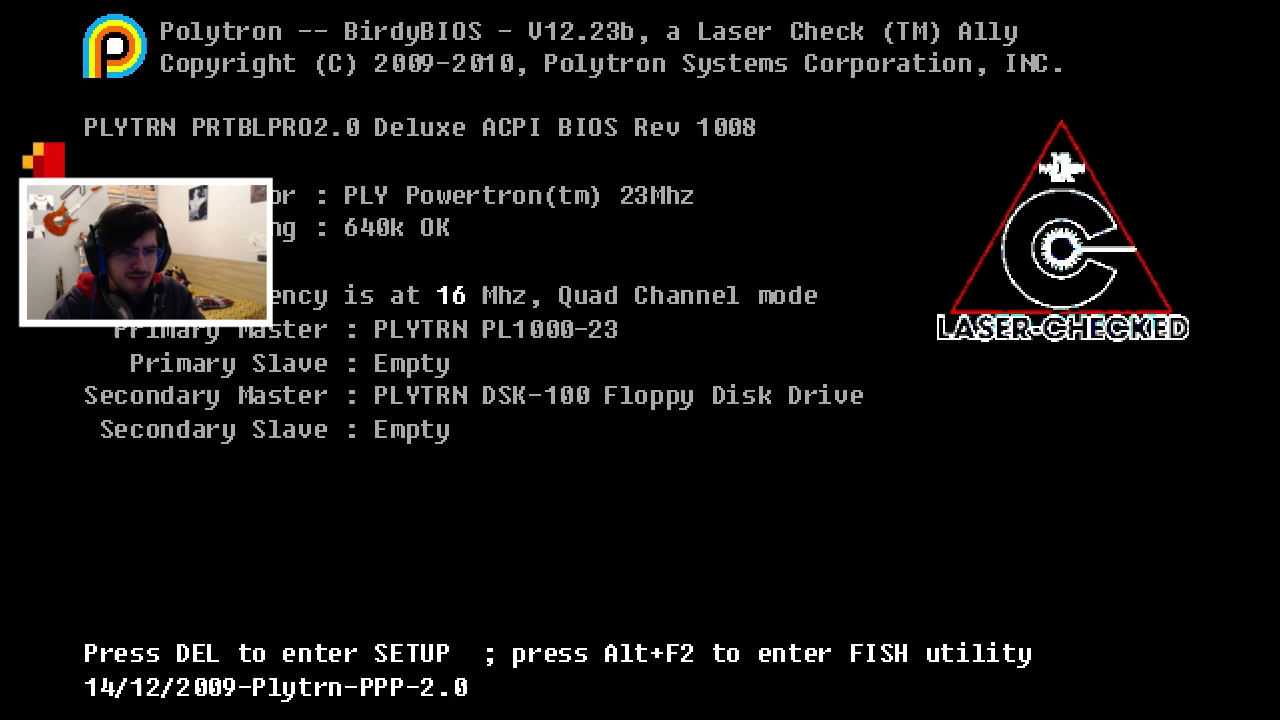 Polytron -- BirdyBIOS - V12.23b, a Laser Check (TM) Ally
Copyright (C) 2009-2010, Polytron Systems Corporation, INC.
PLYTRN PRTBLPRO2.0 Deluxe ACPI BIOS Rev 1008
or : PLY Powertron(tm) 23Mhz
ng : 640k OK
ency is at 16 Mhz, Quad Channel mode
LASER-CHECKED
Primary Master : PLYTRN PL1000-23
Primary Slave : Empty
Secondary Master : PLYTRN DSK-100 Floppy Disk Drive
Secondary Slave : Empty
Press DEL to enter SETUP ; press Alt+F2 to enter FISH utility
14/12/2009-Plytrn-PPP-2.0